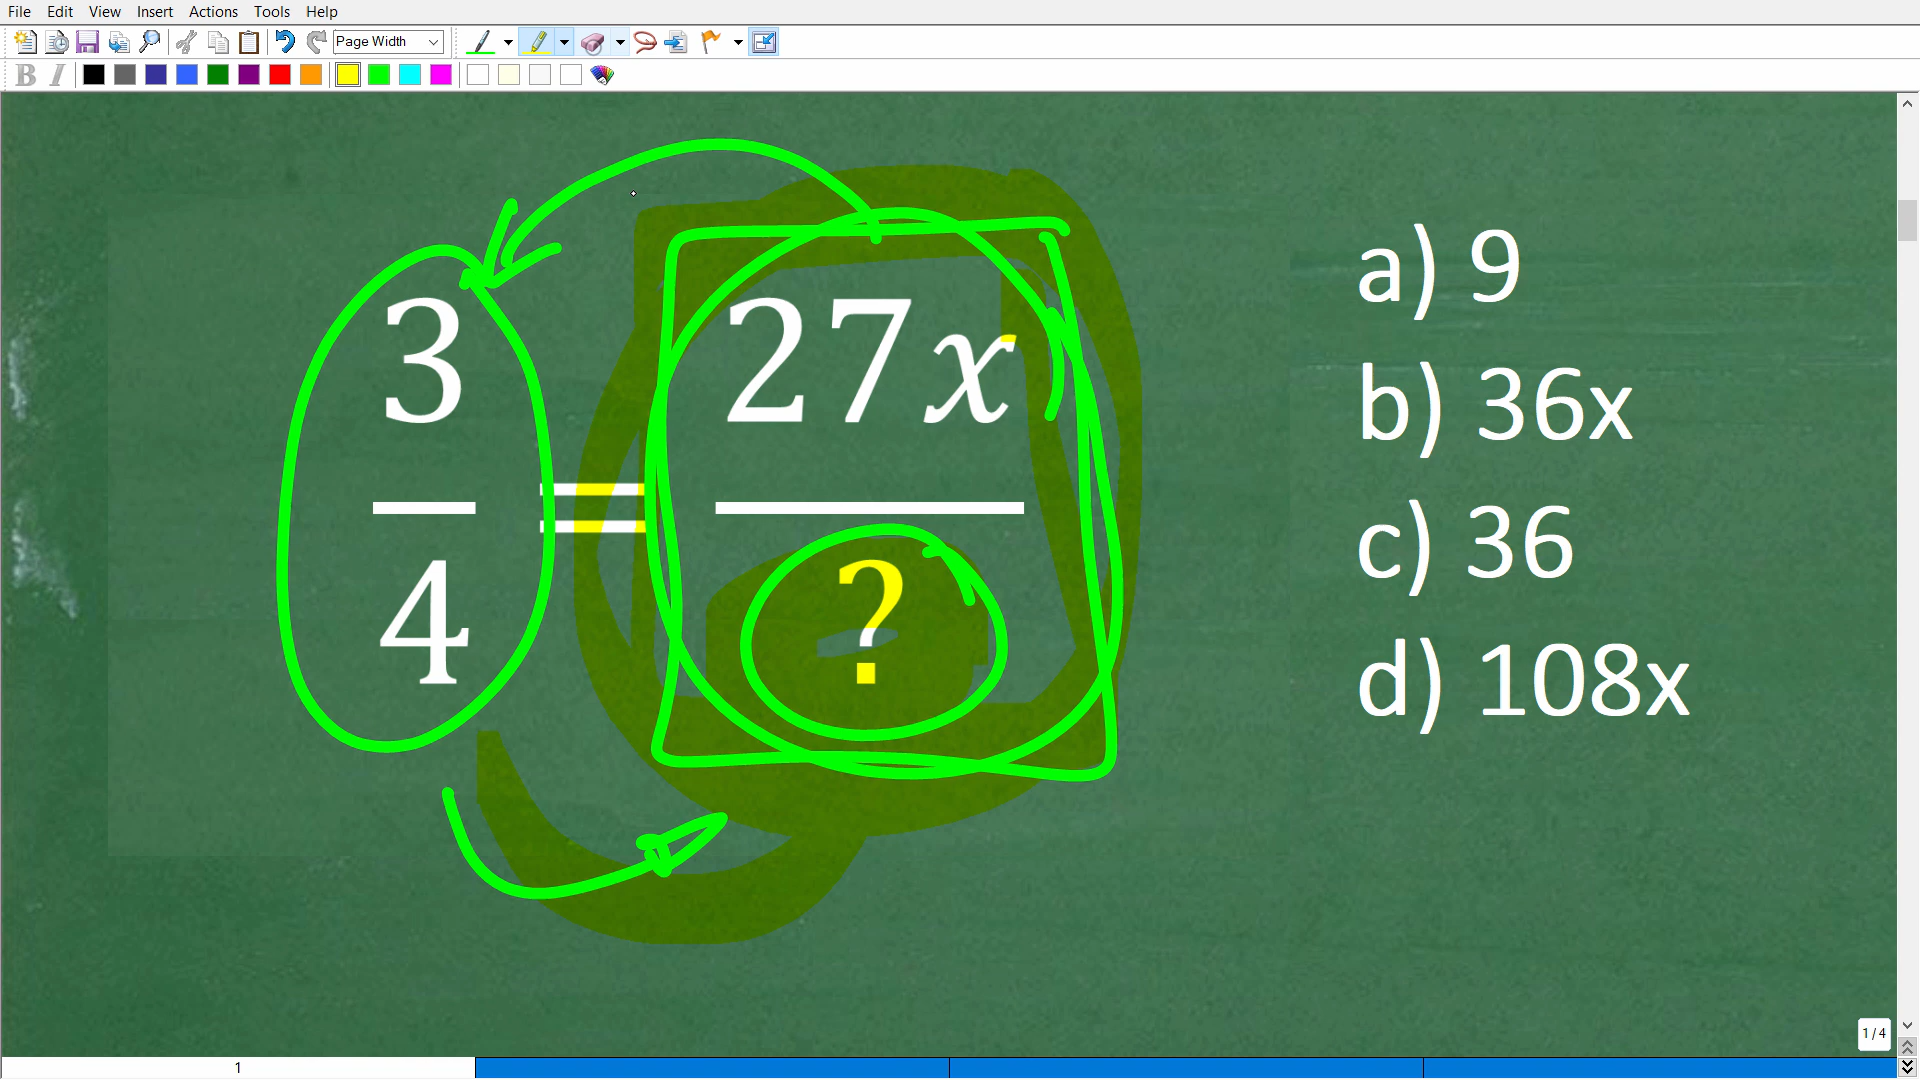 File Edit View Insert Actions Tools Help
Page Width
B I
3
4
=
27x
?
a) 9
b) 36x
c) 36
d) 108x
1 / 4
1